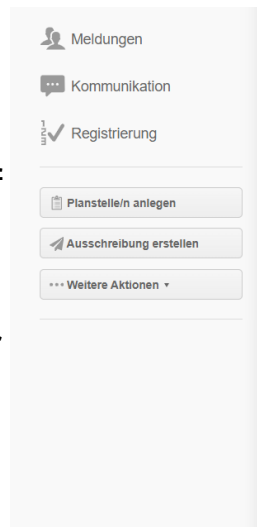 Meldungen
Kommunikation
Registrierung
:
Planstelle/n anlegen
Ausschreibung erstellen
Weitere Aktionen